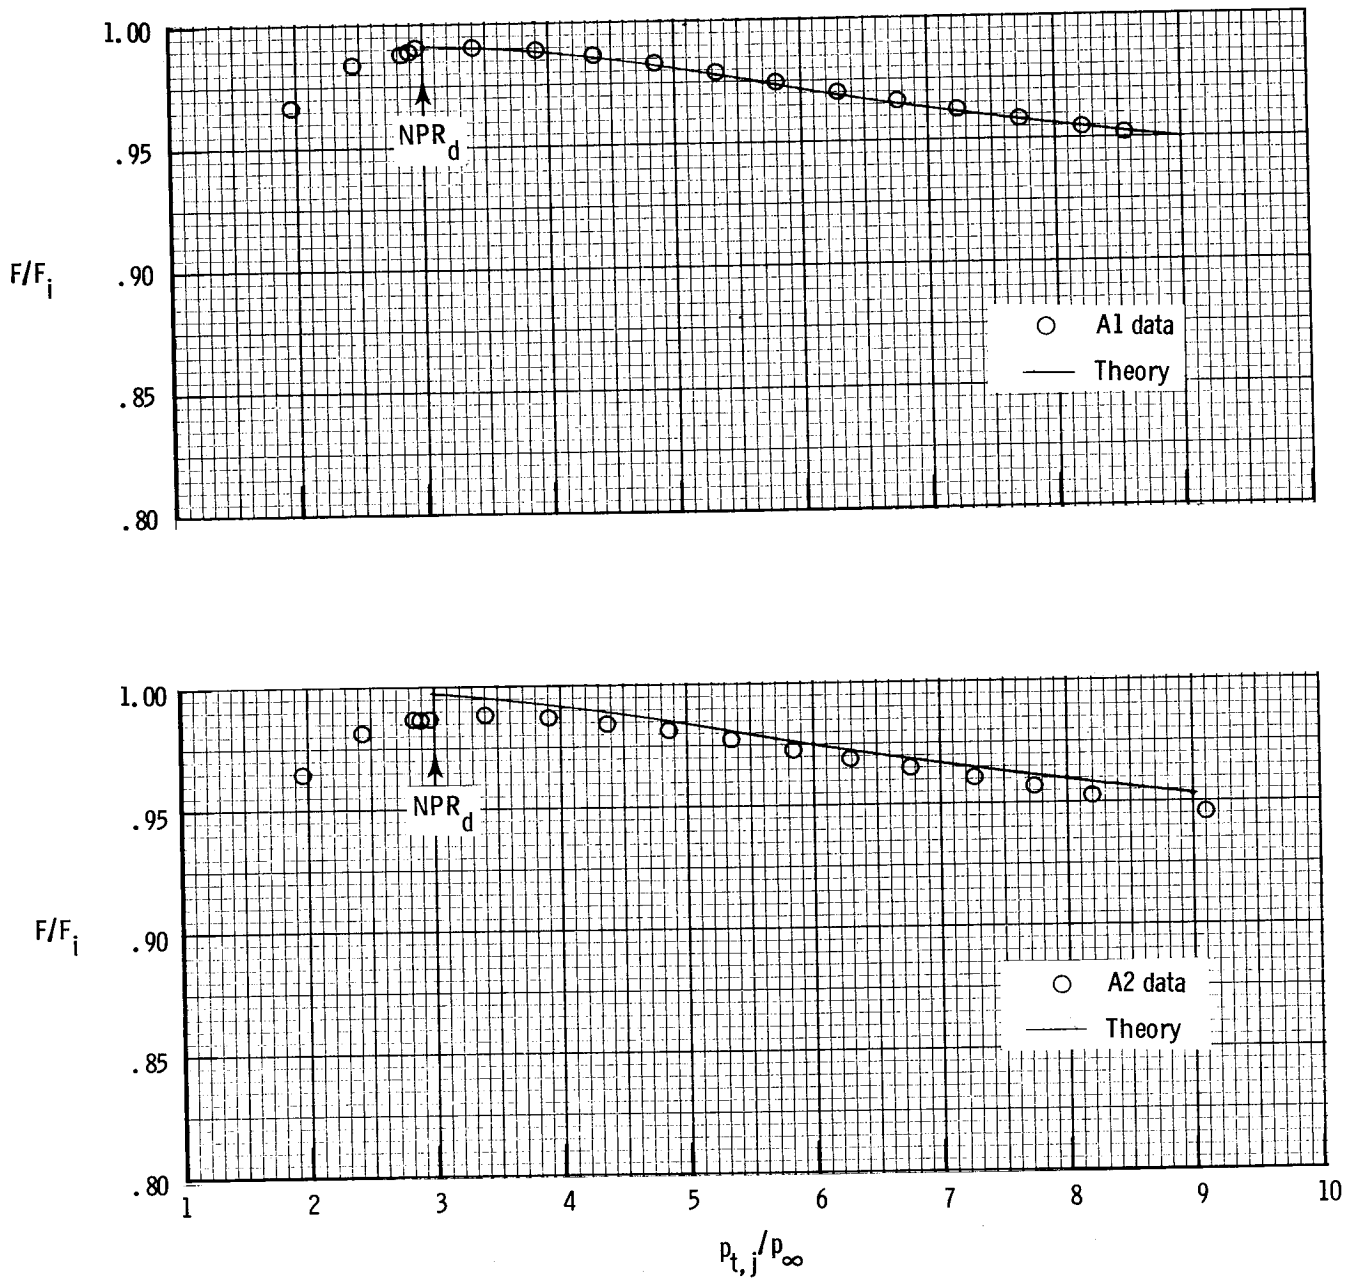 1.00
NPR_d
.95
F/F_i
.90
A1 data
Theory
.85
.80
1.00
NPR_d
.95
F/F_i
.90
A2 data
Theory
.85
.80
1 2 3 4 5 6 7 8 9 10
p_t,j/p_∞